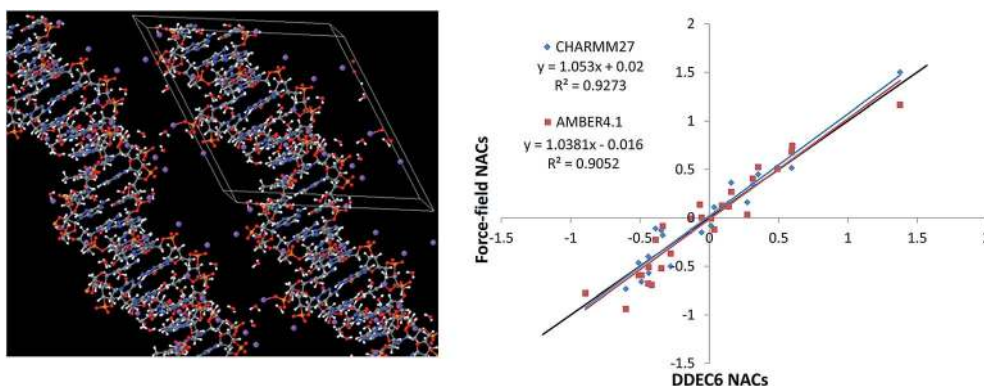 2
1.5
1
0.5
0
-0.5
-1
-1.5
CHARMM27
y = 1.053x + 0.02
R² = 0.9273
AMBER4.1
y = 1.0381x - 0.016
R² = 0.9052
Force-field NACs
-1.5 -1 -0.5 0 0.5 1 1.5 2
DDEC6 NACs